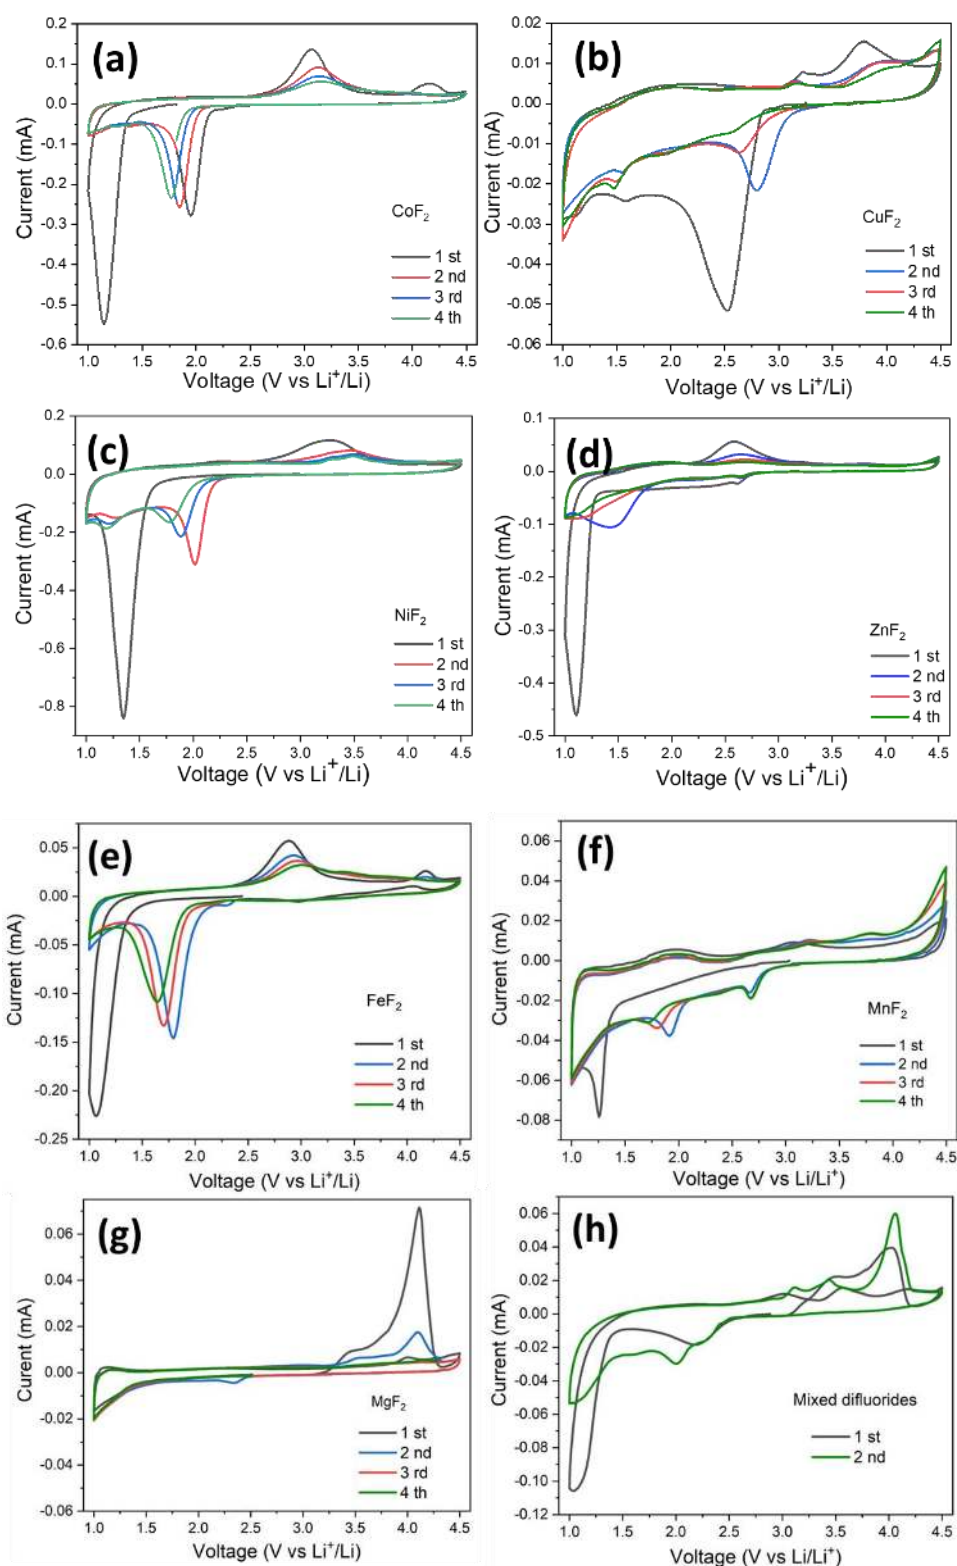 (a)
0.2
0.1
0.0
-0.1
-0.2
-0.3
-0.4
-0.5
-0.6
Current (mA)
CoF₂
1 st
2 nd
3 rd
4 th
1.0 1.5 2.0 2.5 3.0 3.5 4.0 4.5
Voltage (V vs Li⁺/Li)
(b)
0.02
0.01
0.00
-0.01
-0.02
-0.03
-0.04
-0.05
-0.06
Current (mA)
CuF₂
1 st
2 nd
3 rd
4 th
1.0 1.5 2.0 2.5 3.0 3.5 4.0 4.5
Voltage (V vs Li⁺/Li)
(c)
0.2
0.0
-0.2
-0.4
-0.6
-0.8
Current (mA)
NiF₂
1 st
2 nd
3 rd
4 th
1.0 1.5 2.0 2.5 3.0 3.5 4.0 4.5
Voltage (V vs Li⁺/Li)
(d)
0.1
0.0
-0.1
-0.2
-0.3
-0.4
-0.5
Current (mA)
ZnF₂
1 st
2 nd
3 rd
4 th
1.0 1.5 2.0 2.5 3.0 3.5 4.0 4.5
Voltage (V vs Li⁺/Li)
(e)
0.05
0.00
-0.05
-0.10
-0.15
-0.20
-0.25
Current (mA)
FeF₂
1 st
2 nd
3 rd
4 th
1.0 1.5 2.0 2.5 3.0 3.5 4.0 4.5
Voltage (V vs Li⁺/Li)
(f)
0.06
0.04
0.02
0.00
-0.02
-0.04
-0.06
-0.08
Current (mA)
MnF₂
1 st
2 nd
3 rd
4 th
1.0 1.5 2.0 2.5 3.0 3.5 4.0 4.5
Voltage (V vs Li/Li⁺)
(g)
0.06
0.04
0.02
0.00
-0.02
-0.04
-0.06
Current (mA)
MgF₂
1 st
2 nd
3 rd
4 th
1.0 1.5 2.0 2.5 3.0 3.5 4.0 4.5
Voltage (V vs Li⁺/Li)
(h)
0.06
0.04
0.02
0.00
-0.02
-0.04
-0.06
-0.08
-0.10
-0.12
Current (mA)
Mixed difluorides
1 st
2 nd
1.0 1.5 2.0 2.5 3.0 3.5 4.0 4.5
Voltage (V vs Li/Li⁺)